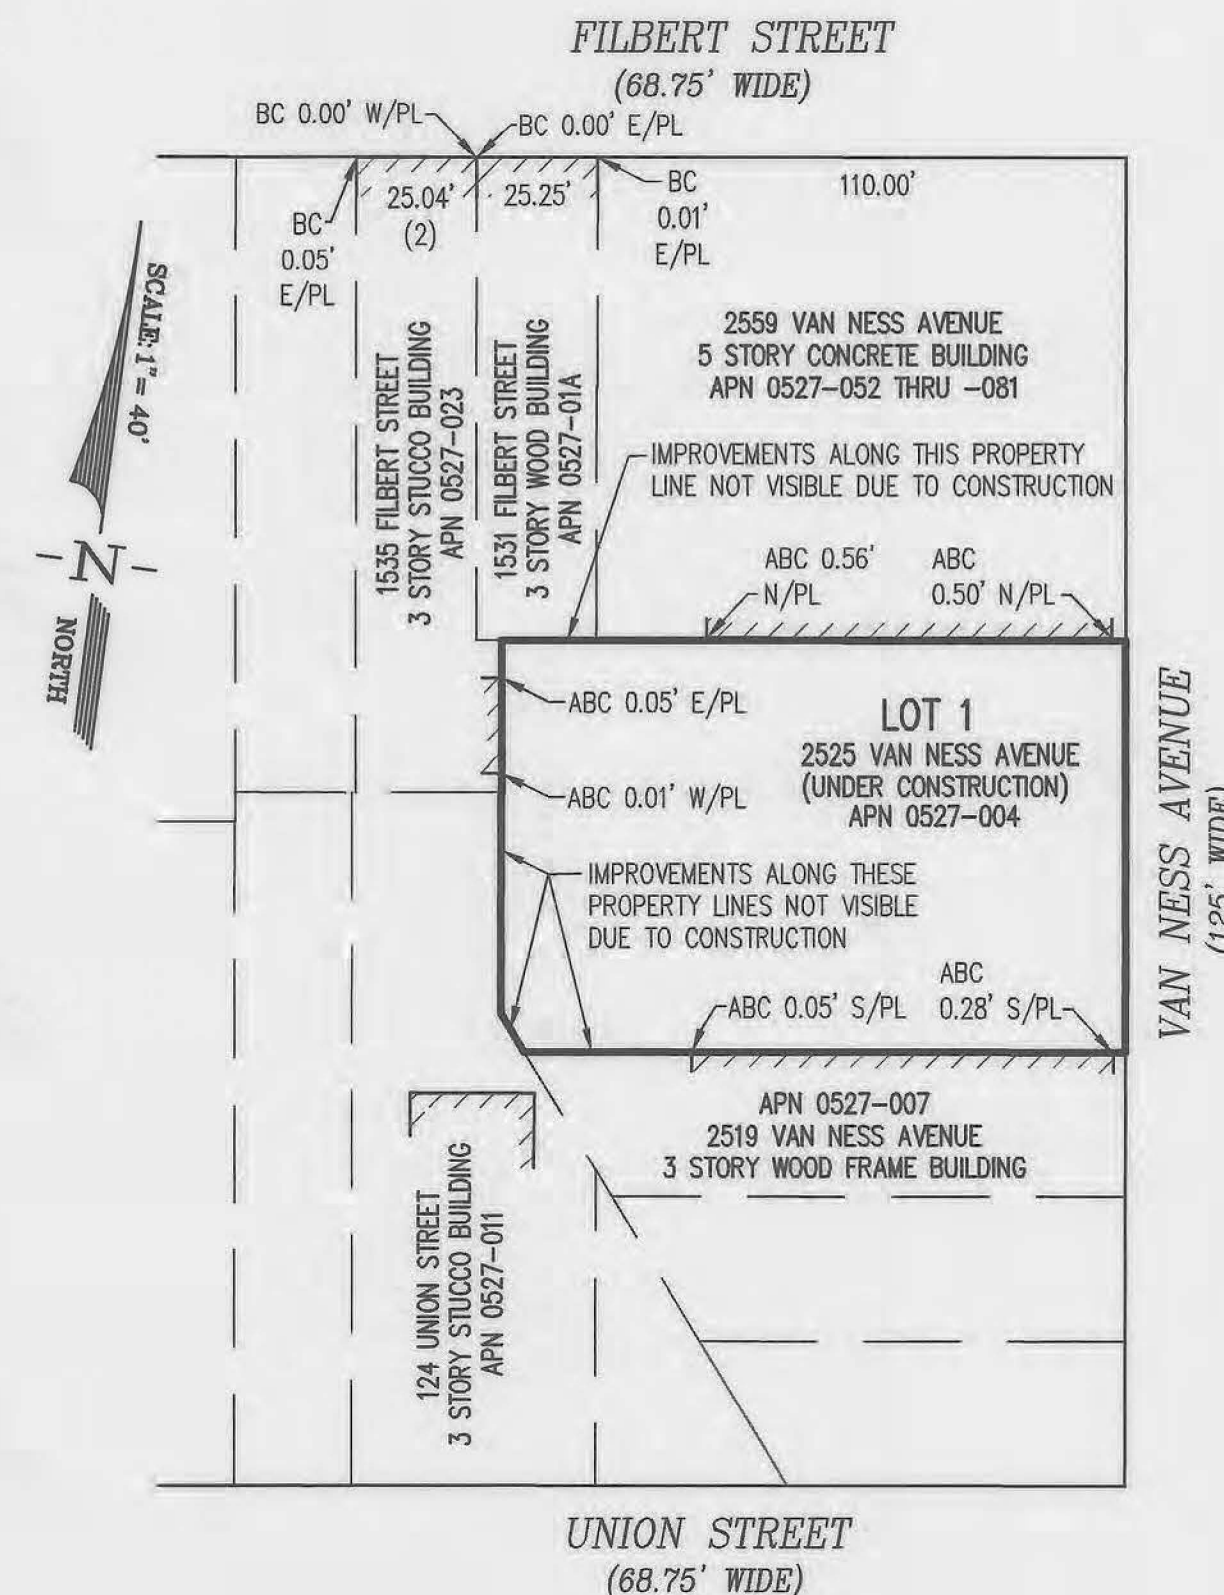 FILBERT STREET
(68.75' WIDE)
BC 0.00' W/PL
BC 0.00' E/PL
25.04'
(2)
25.25'
BC
0.01'
E/PL
110.00'
BC
0.05'
E/PL
SCALE: 1" = 40'
N
NORTH
1535 FILBERT STREET
3 STORY STUCCO BUILDING
APN 0527-023
1531 FILBERT STREET
3 STORY WOOD BUILDING
APN 0527-01A
2559 VAN NESS AVENUE
5 STORY CONCRETE BUILDING
APN 0527-052 THRU -081
IMPROVEMENTS ALONG THIS PROPERTY
LINE NOT VISIBLE DUE TO CONSTRUCTION
ABC 0.56'
N/PL
ABC
0.50' N/PL
ABC 0.05' E/PL
LOT 1
2525 VAN NESS AVENUE
(UNDER CONSTRUCTION)
APN 0527-004
ABC 0.01' W/PL
VAN NESS AVENUE
(125' WIDE)
IMPROVEMENTS ALONG THESE
PROPERTY LINES NOT VISIBLE
DUE TO CONSTRUCTION
ABC 0.05' S/PL
ABC
0.28' S/PL
APN 0527-007
2519 VAN NESS AVENUE
3 STORY WOOD FRAME BUILDING
124 UNION STREET
3 STORY STUCCO BUILDING
APN 0527-011
UNION STREET
(68.75' WIDE)